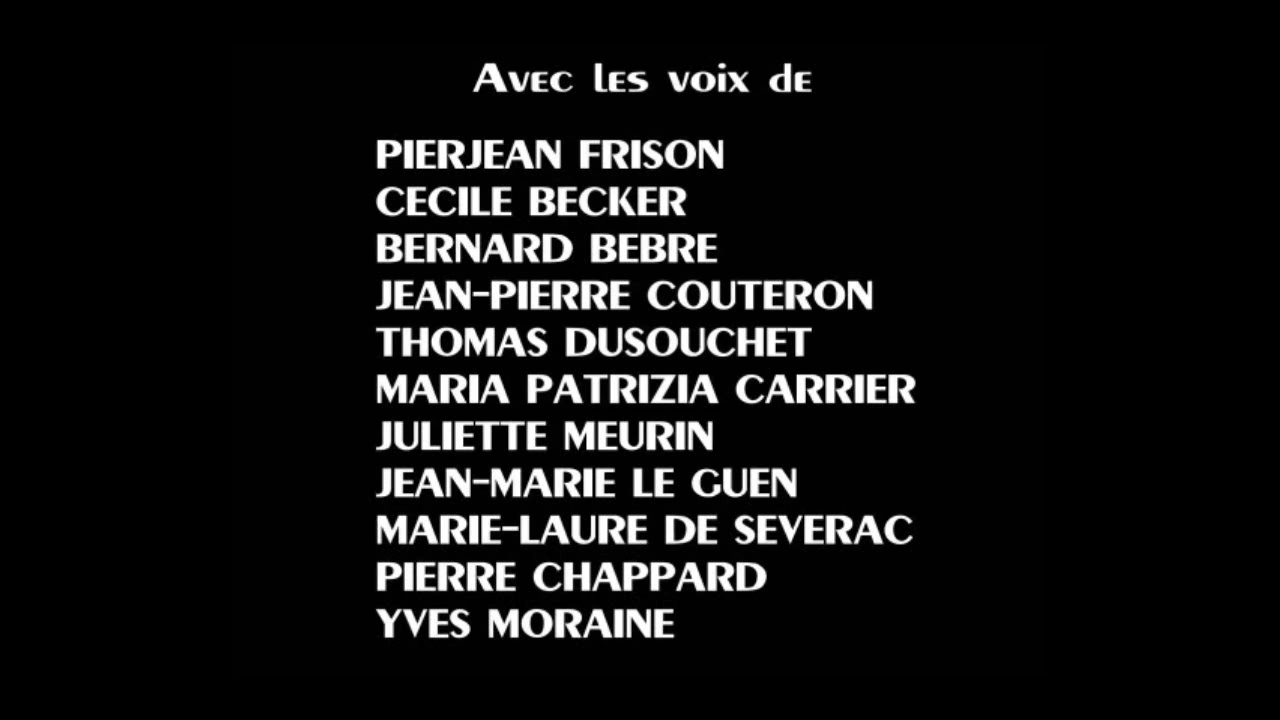 Avec les voix de
PIERJEAN FRISON
CECILE BECKER
BERNARD BEBRE
JEAN-PIERRE COUTERON
THOMAS DUSOUCHET
MARIA PATRIZIA CARRIER
JULIETTE MEURIN
JEAN-MARIE LE GUEN
MARIE-LAURE DE SEVERAC
PIERRE CHAPPARD
YVES MORAINE